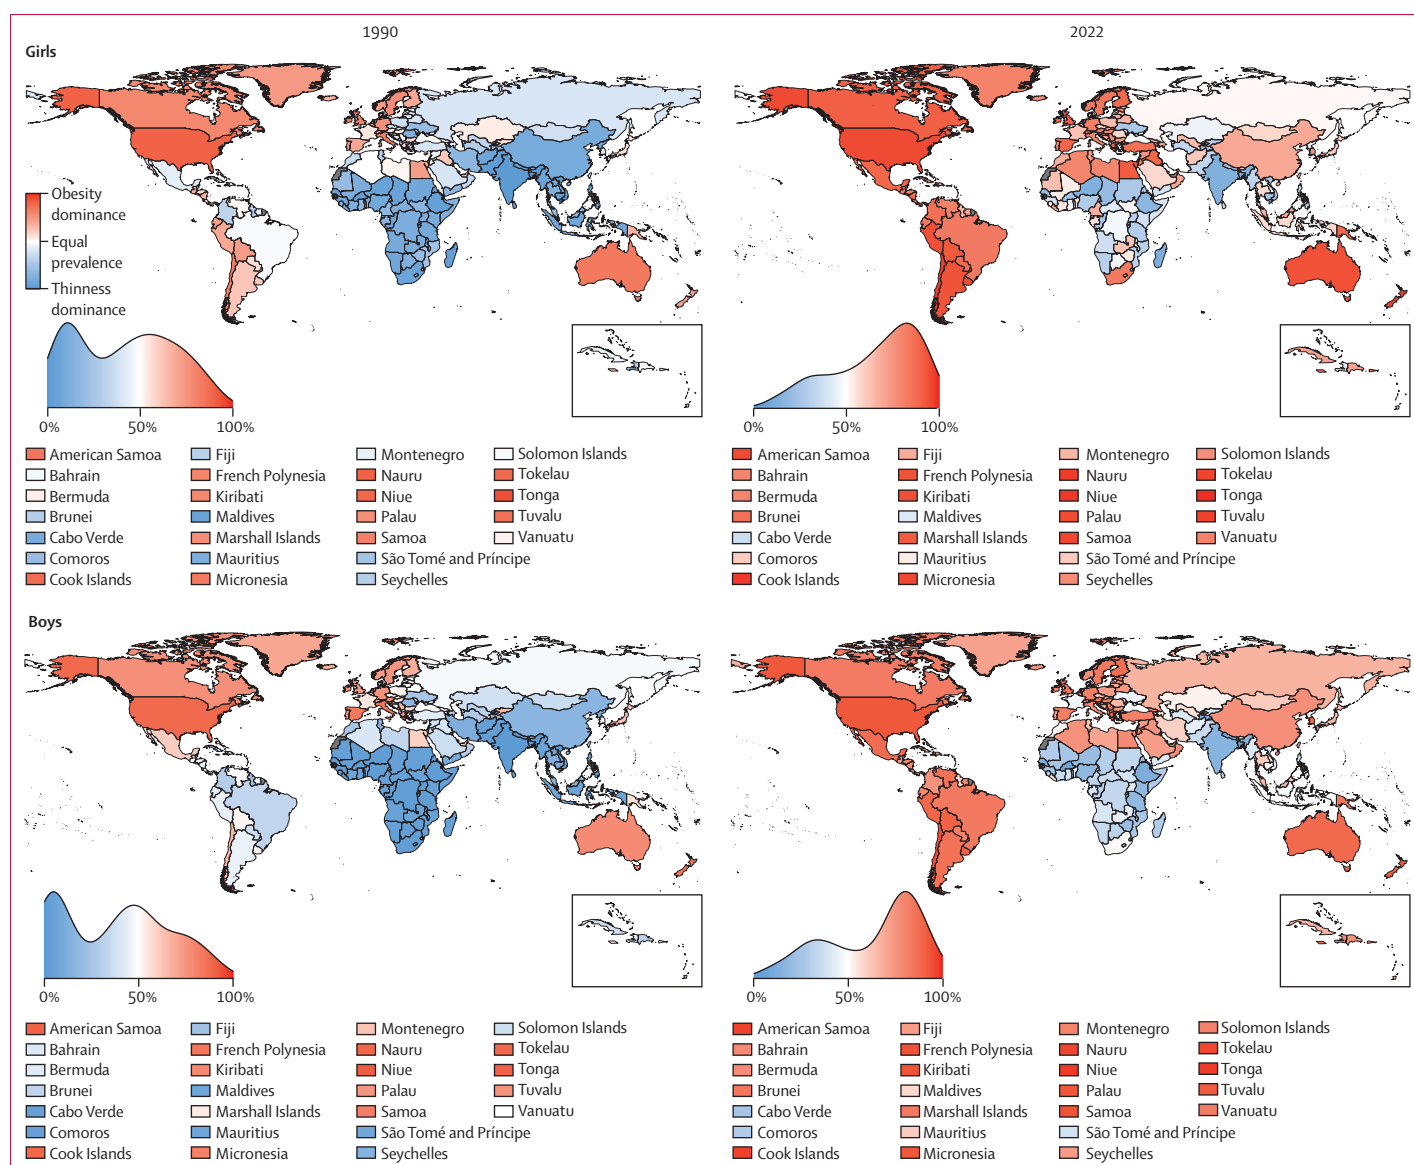 1990
2022
Girls
Obesity
dominance
Equal
prevalence
Thinness
dominance
0% 50% 100%
0% 50% 100%
American Samoa Fiji Montenegro Solomon Islands
Bahrain French Polynesia Nauru Tokelau
Bermuda Kiribati Niue Tonga
Brunei Maldives Palau Tuvalu
Cabo Verde Marshall Islands Samoa Vanuatu
Comoros Mauritius São Tomé and Príncipe
Cook Islands Micronesia Seychelles
American Samoa Fiji Montenegro Solomon Islands
Bahrain French Polynesia Nauru Tokelau
Bermuda Kiribati Niue Tonga
Brunei Maldives Palau Tuvalu
Cabo Verde Marshall Islands Samoa Vanuatu
Comoros Mauritius São Tomé and Príncipe
Cook Islands Micronesia Seychelles
Boys
0% 50% 100%
0% 50% 100%
American Samoa Fiji Montenegro Solomon Islands
Bahrain French Polynesia Nauru Tokelau
Bermuda Kiribati Niue Tonga
Brunei Maldives Palau Tuvalu
Cabo Verde Marshall Islands Samoa Vanuatu
Comoros Mauritius São Tomé and Príncipe
Cook Islands Micronesia Seychelles
American Samoa Fiji Montenegro Solomon Islands
Bahrain French Polynesia Nauru Tokelau
Bermuda Kiribati Niue Tonga
Brunei Maldives Palau Tuvalu
Cabo Verde Marshall Islands Samoa Vanuatu
Comoros Mauritius São Tomé and Príncipe
Cook Islands Micronesia Seychelles